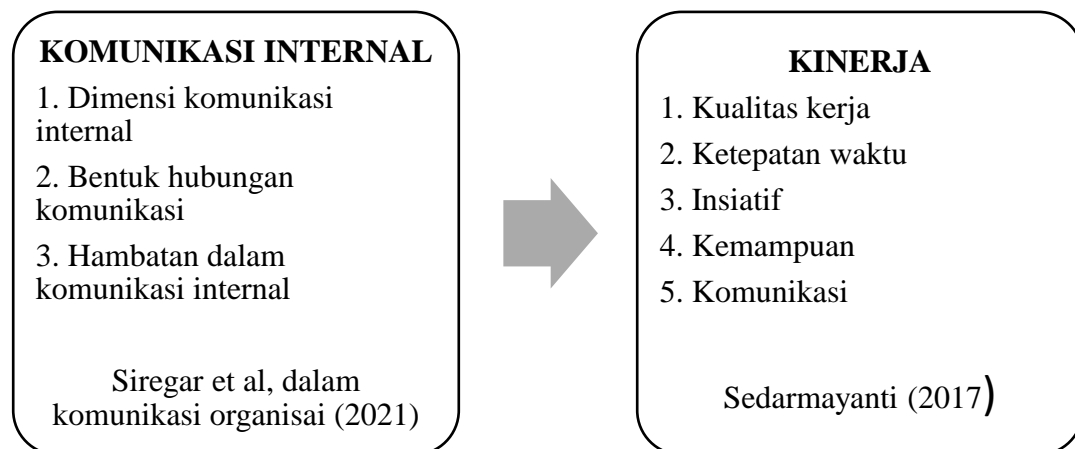 KOMUNIKASI INTERNAL
1. Dimensi komunikasi
internal
2. Bentuk hubungan
komunikasi
3. Hambatan dalam
komunikasi internal
Siregar et al, dalam
komunikasi organisai (2021)
KINERJA
1. Kualitas kerja
2. Ketepatan waktu
3. Insiatif
4. Kemampuan
5. Komunikasi
Sedarmayanti (2017)